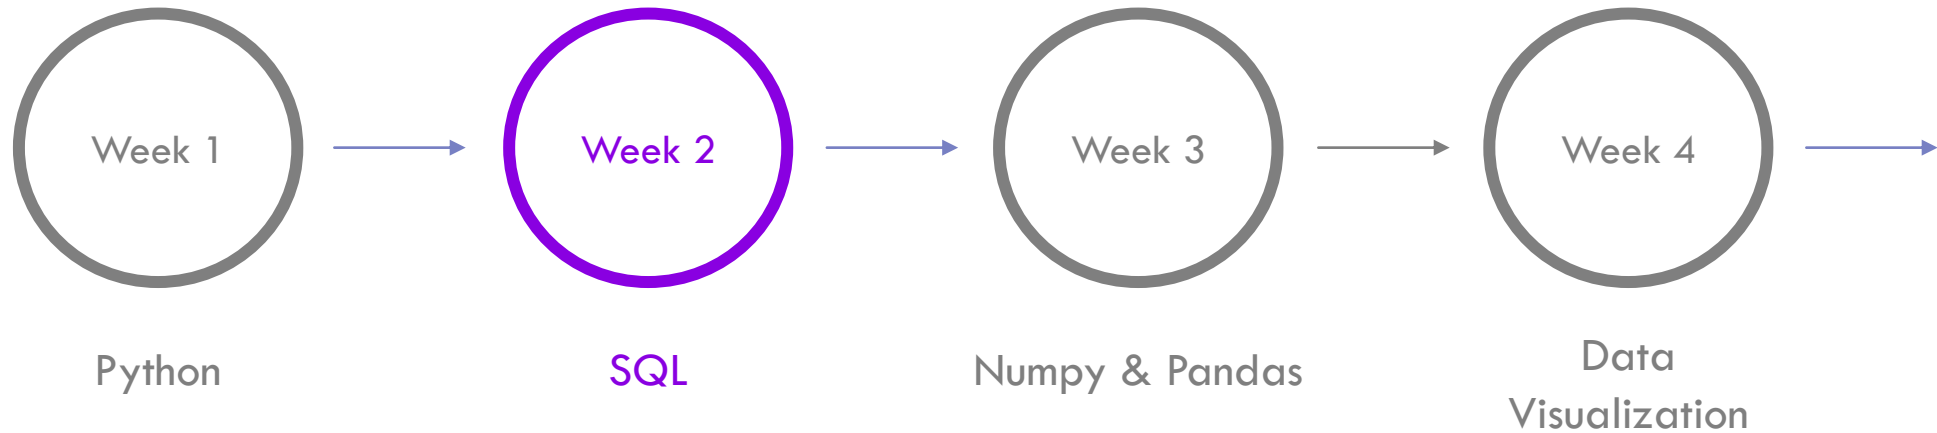 Week 1
Week 2
Week 3
Week 4
Python
SQL
Numpy & Pandas
Data
Visualization